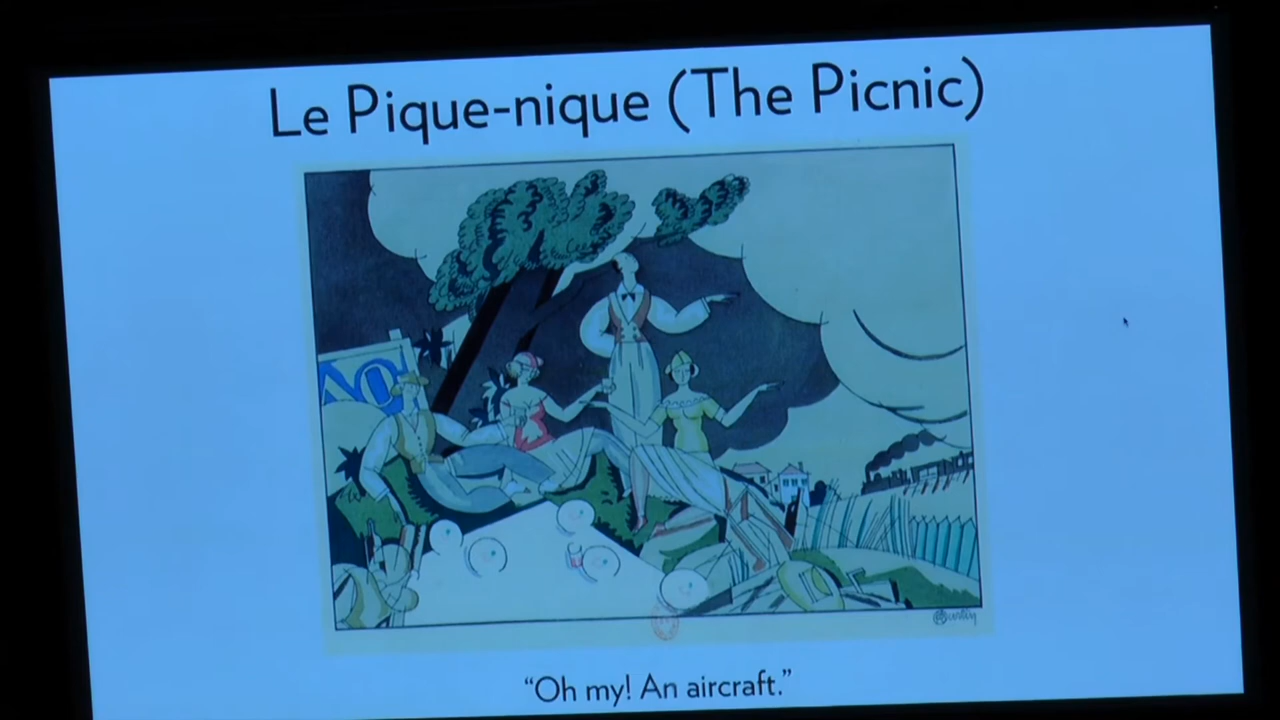 Le Pique-nique (The Picnic)
“Oh my! An aircraft.”